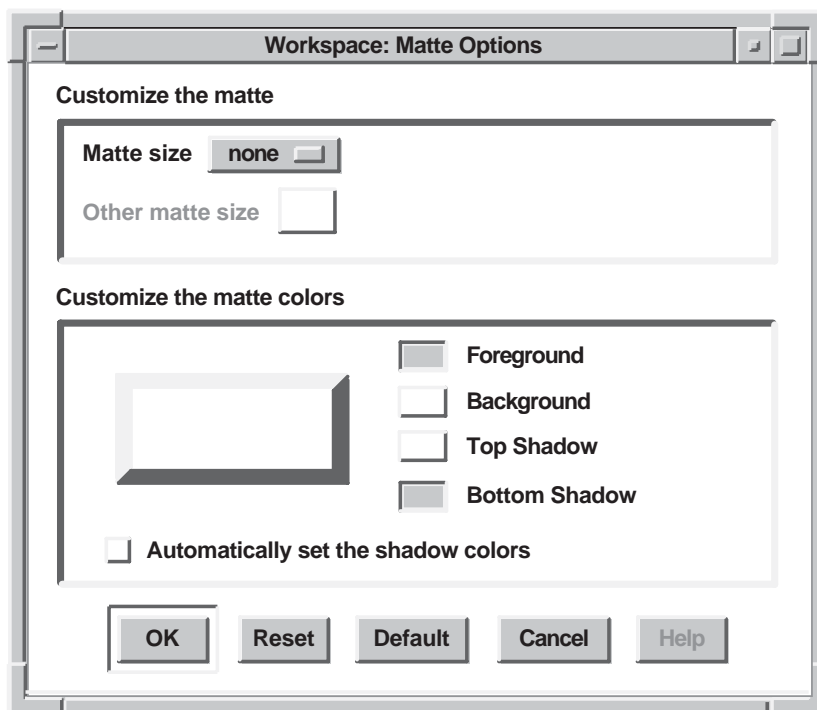 Workspace: Matte Options
Customize the matte
Matte size none
Other matte size
Customize the matte colors
Foreground
Background
Top Shadow
Bottom Shadow
Automatically set the shadow colors
OK Reset Default Cancel Help